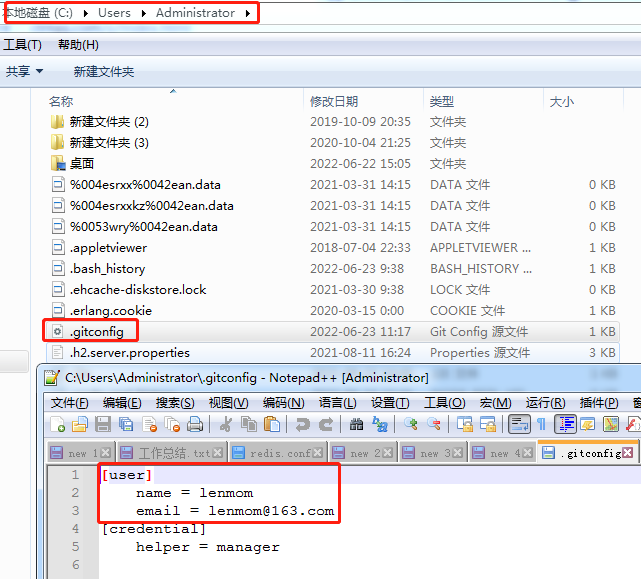 本地磁盘 (C:) ▸ Users ▸ Administrator ▸
工具(T) 帮助(H)
共享 新建文件夹
名称 修改日期 类型 大小
新建文件夹 (2) 2019-10-09 20:35 文件夹
新建文件夹 (3) 2020-10-04 21:25 文件夹
桌面 2022-06-22 15:05 文件夹
%004esrxx%0042ean.data 2021-03-31 14:15 DATA 文件 0 KB
%004esrxxkz%0042ean.data 2021-03-31 14:15 DATA 文件 0 KB
%0053wry%0042ean.data 2021-03-31 14:15 DATA 文件 0 KB
.appletviewer 2018-07-04 22:33 APPLETVIEWER ... 1 KB
.bash_history 2022-06-23 9:38 BASH_HISTORY ... 1 KB
.ehcache-diskstore.lock 2021-03-31 9:30 LOCK 文件 0 KB
.erlang.cookie 2020-03-15 0:00 COOKIE 文件 1 KB
.gitconfig 2022-06-23 11:17 Git Config 源文件 1 KB
.h2.server.properties 2021-08-11 16:24 Properties 源文件 3 KB
C:\Users\Administrator\.gitconfig - Notepad++ [Administrator]
文件(F) 编辑(E) 搜索(S) 视图(V) 编码(N) 语言(L) 设置(T) 工具(O) 宏(M) 运行(R) 插件(P)
new 1 工作总结.txt redis.conf new 2 new 3 new 4 .gitconfig
1 [user]
2 name = lenmom
3 email = lenmom@163.com
4 [credential]
5 helper = manager
6